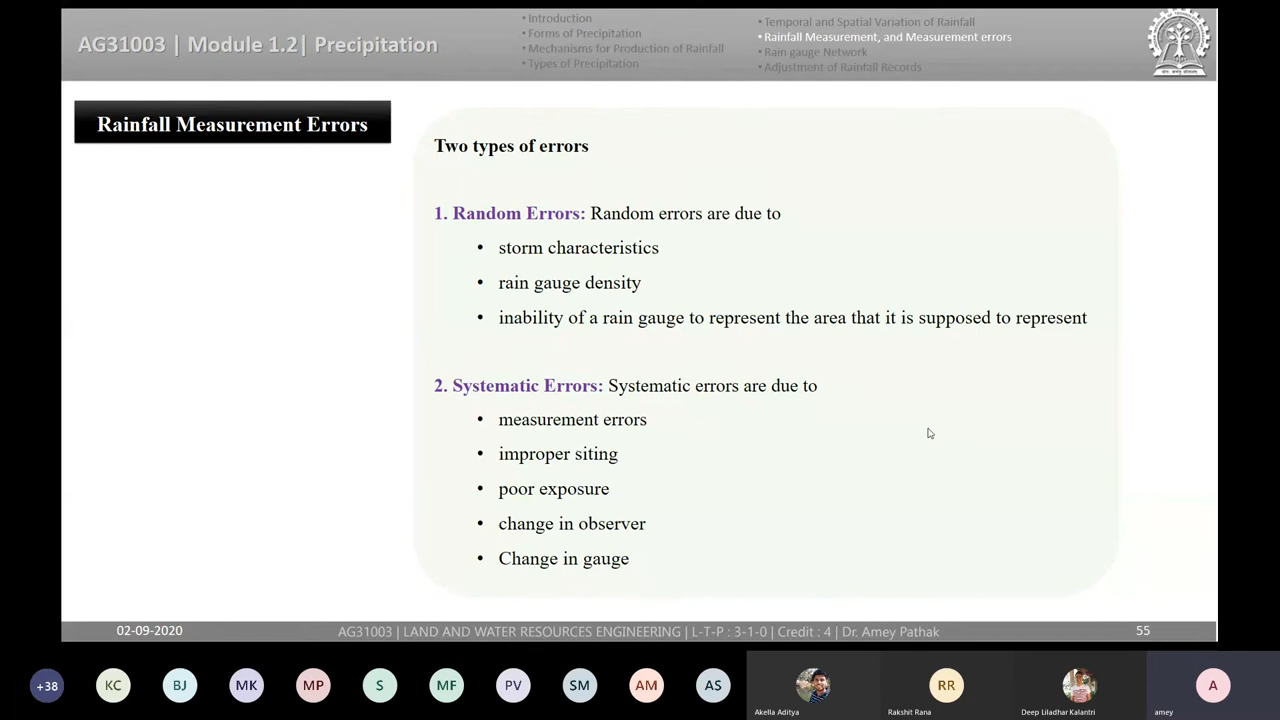 AG31003 | Module 1.2| Precipitation
• Introduction
• Forms of Precipitation
• Mechanisms for Production of Rainfall
• Types of Precipitation
• Temporal and Spatial Variation of Rainfall
• Rainfall Measurement, and Measurement errors
• Rain gauge Network
• Adjustment of Rainfall Records
Rainfall Measurement Errors
Two types of errors
1. Random Errors: Random errors are due to
• storm characteristics
• rain gauge density
• inability of a rain gauge to represent the area that it is supposed to represent
2. Systematic Errors: Systematic errors are due to
• measurement errors
• improper siting
• poor exposure
• change in observer
• Change in gauge
02-09-2020
AG31003 | LAND AND WATER RESOURCES ENGINEERING | L-T-P : 3-1-0 | Credit : 4 | Dr. Amey Pathak
55
+38
KC
BJ
MK
MP
S
MF
PV
SM
AM
AS
Akella Aditya
RR
Rakshit Rana
Deep Liladhar Kalantri
A
amey